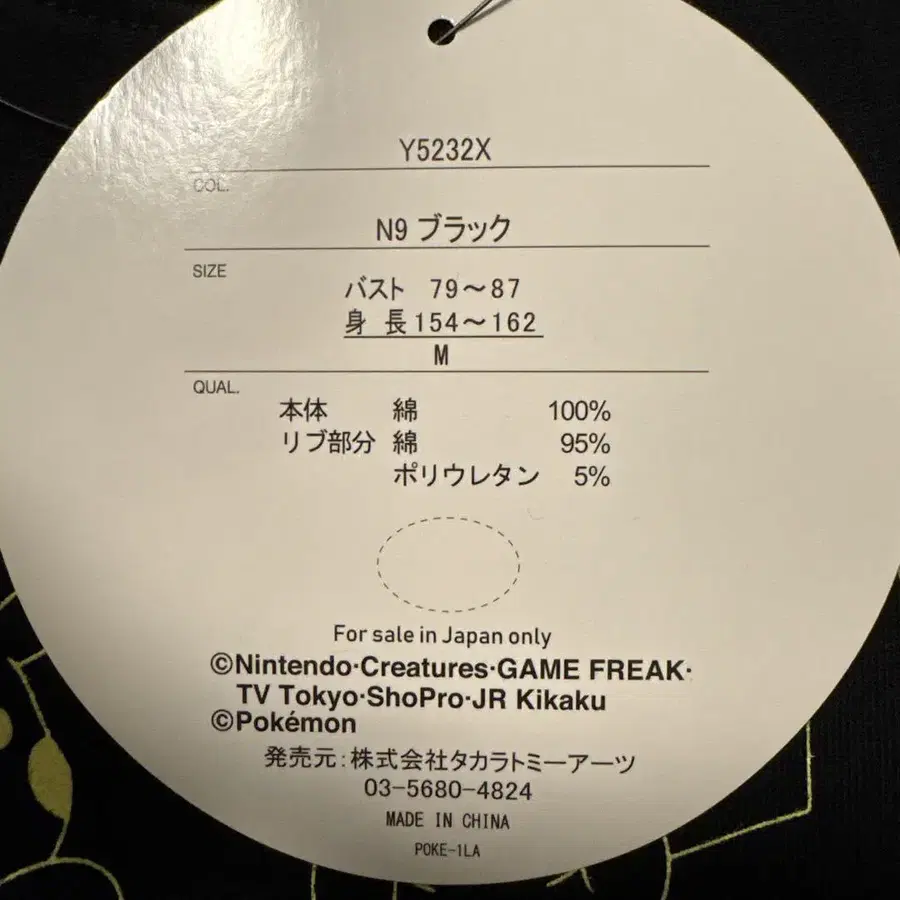 Y5232X
COL.
N9 ブラック
SIZE
バスト 79～87
身 長154～162
M
QUAL.
本体 綿 100%
リブ部分 綿 95%
ポリウレタン 5%
For sale in Japan only
©Nintendo·Creatures·GAME FREAK·
TV Tokyo·ShoPro·JR Kikaku
©Pokémon
発売元：株式会社タカラトミーアーツ
03-5680-4824
MADE IN CHINA
POKE-1LA